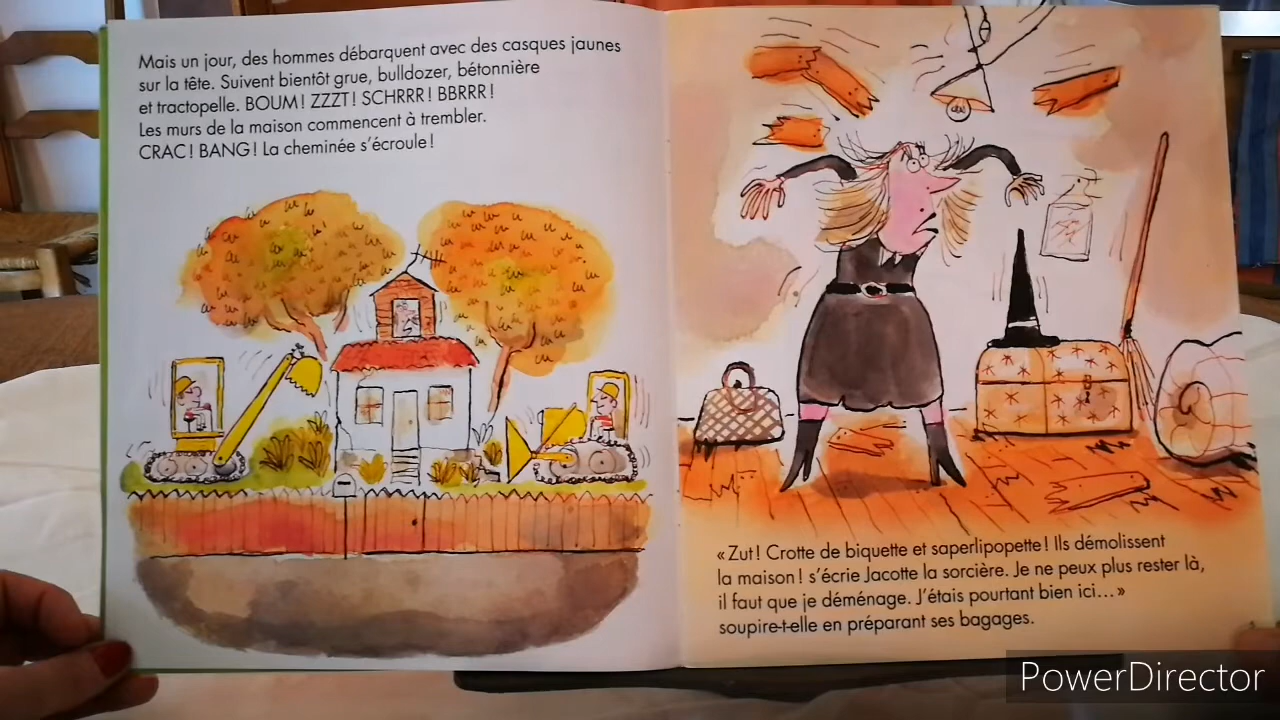 Mais un jour, des hommes débarquent avec des casques jaunes
sur la tête. Suivent bientôt grue, bulldozer, bétonnière
et tractopelle. BOUM ! ZZZT ! SCHRRR ! BBRRR !
Les murs de la maison commencent à trembler.
CRAC ! BANG ! La cheminée s'écroule !
« Zut ! Crotte de biquette et saperlipopette ! Ils démolissent
la maison ! s'écrie Jacotte la sorcière. Je ne peux plus rester là,
il faut que je déménage. J'étais pourtant bien ici... »
soupire-t-elle en préparant ses bagages.
PowerDirector